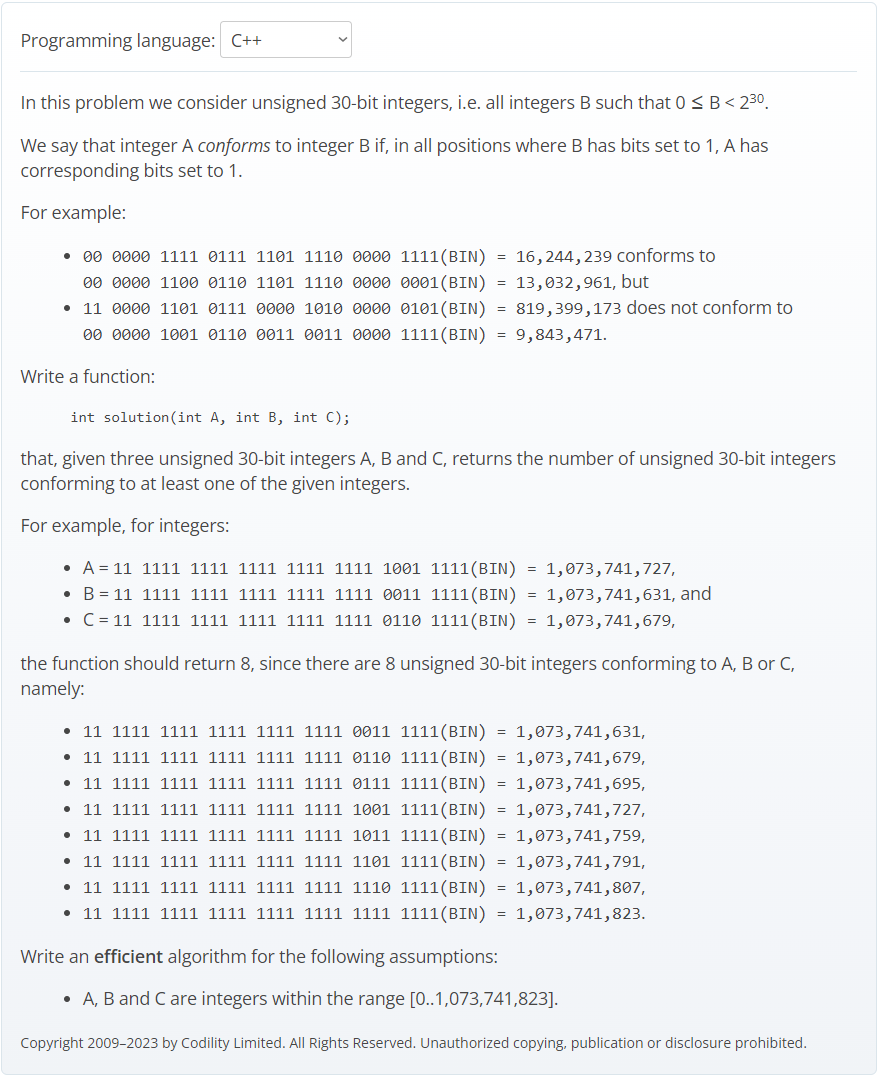 Programming language: C++
In this problem we consider unsigned 30-bit integers, i.e. all integers B such that 0 ≤ B < 2³⁰.
We say that integer A conforms to integer B if, in all positions where B has bits set to 1, A has
corresponding bits set to 1.
For example:
• 00 0000 1111 0111 1101 1110 0000 1111(BIN) = 16,244,239 conforms to
00 0000 1100 0110 1101 1110 0000 0001(BIN) = 13,032,961, but
• 11 0000 1101 0111 0000 1010 0000 0101(BIN) = 819,399,173 does not conform to
00 0000 1001 0110 0011 0011 0000 1111(BIN) = 9,843,471.
Write a function:
int solution(int A, int B, int C);
that, given three unsigned 30-bit integers A, B and C, returns the number of unsigned 30-bit integers
conforming to at least one of the given integers.
For example, for integers:
• A = 11 1111 1111 1111 1111 1111 1001 1111(BIN) = 1,073,741,727,
• B = 11 1111 1111 1111 1111 1111 0011 1111(BIN) = 1,073,741,631, and
• C = 11 1111 1111 1111 1111 1111 0110 1111(BIN) = 1,073,741,679,
the function should return 8, since there are 8 unsigned 30-bit integers conforming to A, B or C,
namely:
• 11 1111 1111 1111 1111 1111 0011 1111(BIN) = 1,073,741,631,
• 11 1111 1111 1111 1111 1111 0110 1111(BIN) = 1,073,741,679,
• 11 1111 1111 1111 1111 1111 0111 1111(BIN) = 1,073,741,695,
• 11 1111 1111 1111 1111 1111 1001 1111(BIN) = 1,073,741,727,
• 11 1111 1111 1111 1111 1111 1011 1111(BIN) = 1,073,741,759,
• 11 1111 1111 1111 1111 1111 1101 1111(BIN) = 1,073,741,791,
• 11 1111 1111 1111 1111 1111 1110 1111(BIN) = 1,073,741,807,
• 11 1111 1111 1111 1111 1111 1111 1111(BIN) = 1,073,741,823.
Write an efficient algorithm for the following assumptions:
• A, B and C are integers within the range [0..1,073,741,823].
Copyright 2009–2023 by Codility Limited. All Rights Reserved. Unauthorized copying, publication or disclosure prohibited.